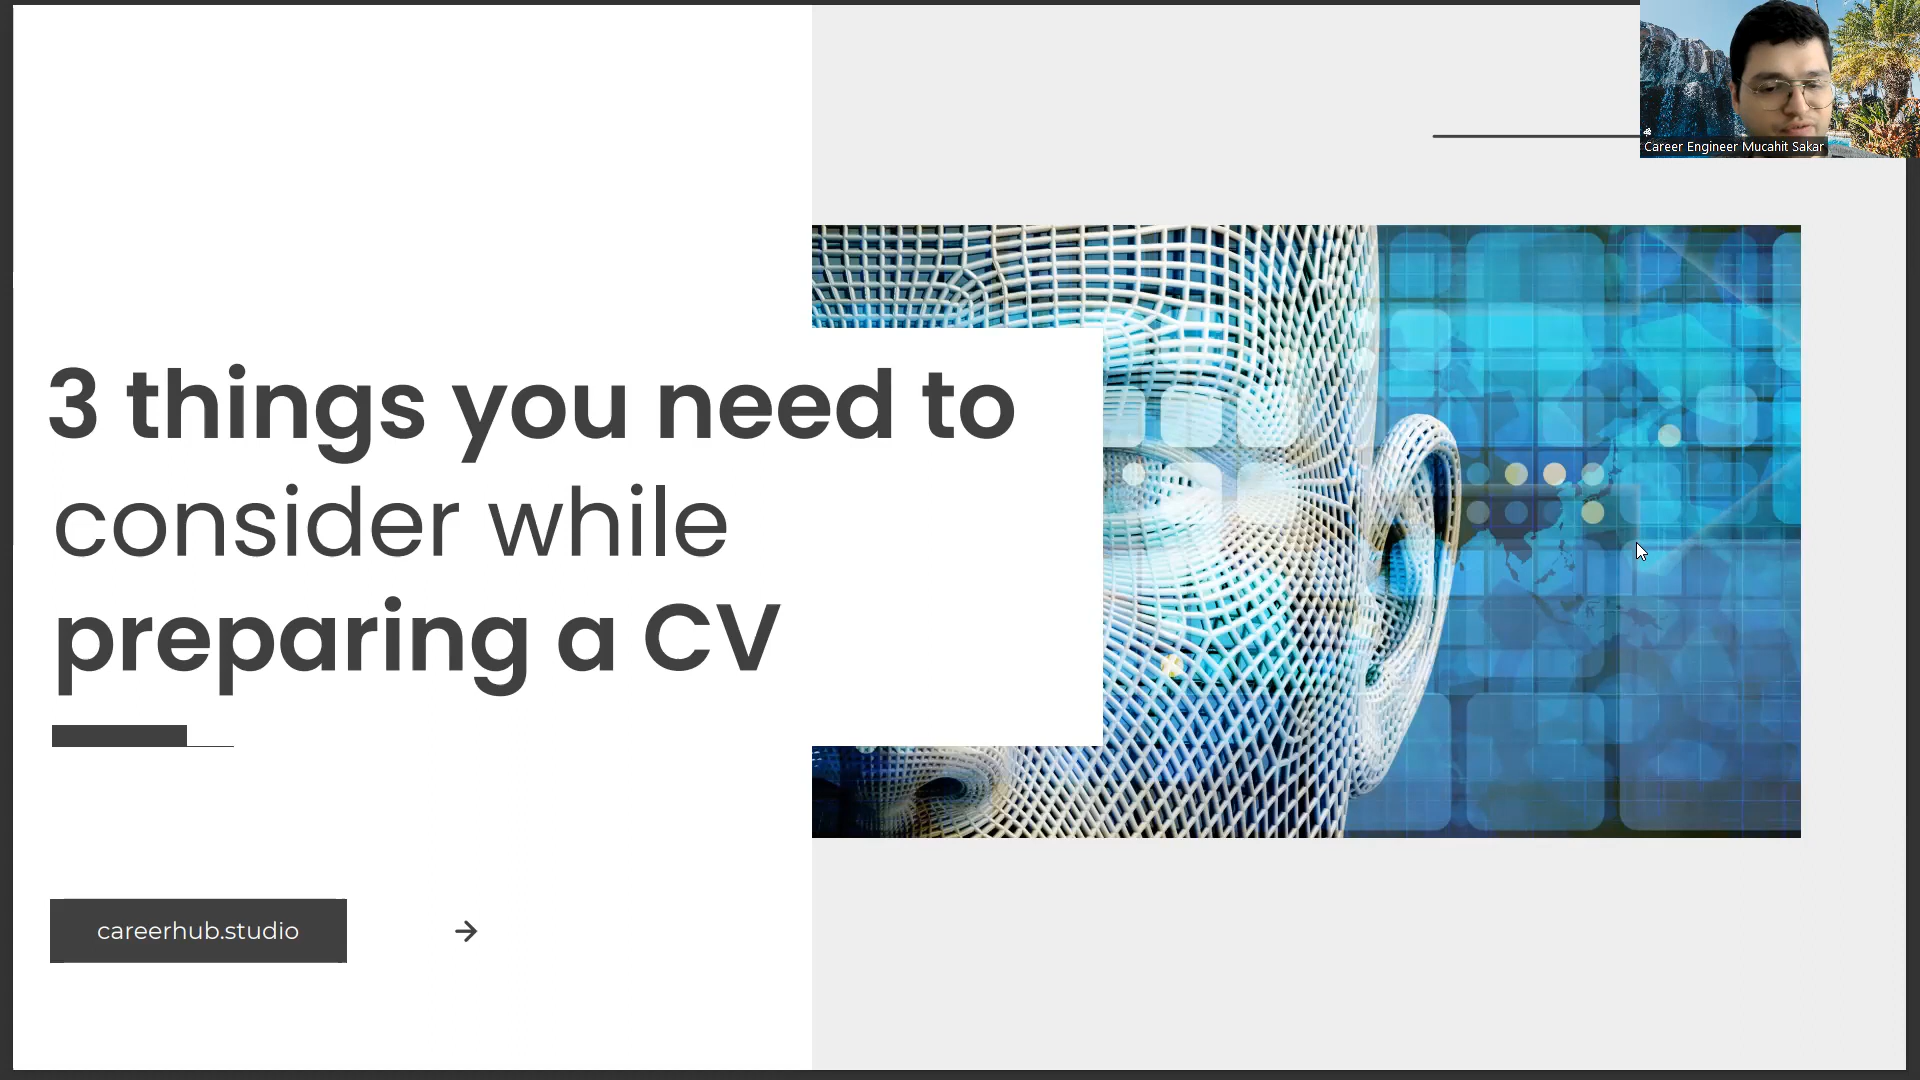 Career Engineer Mucahit Sakar
3 things you need to
consider while
preparing a CV
careerhub.studio